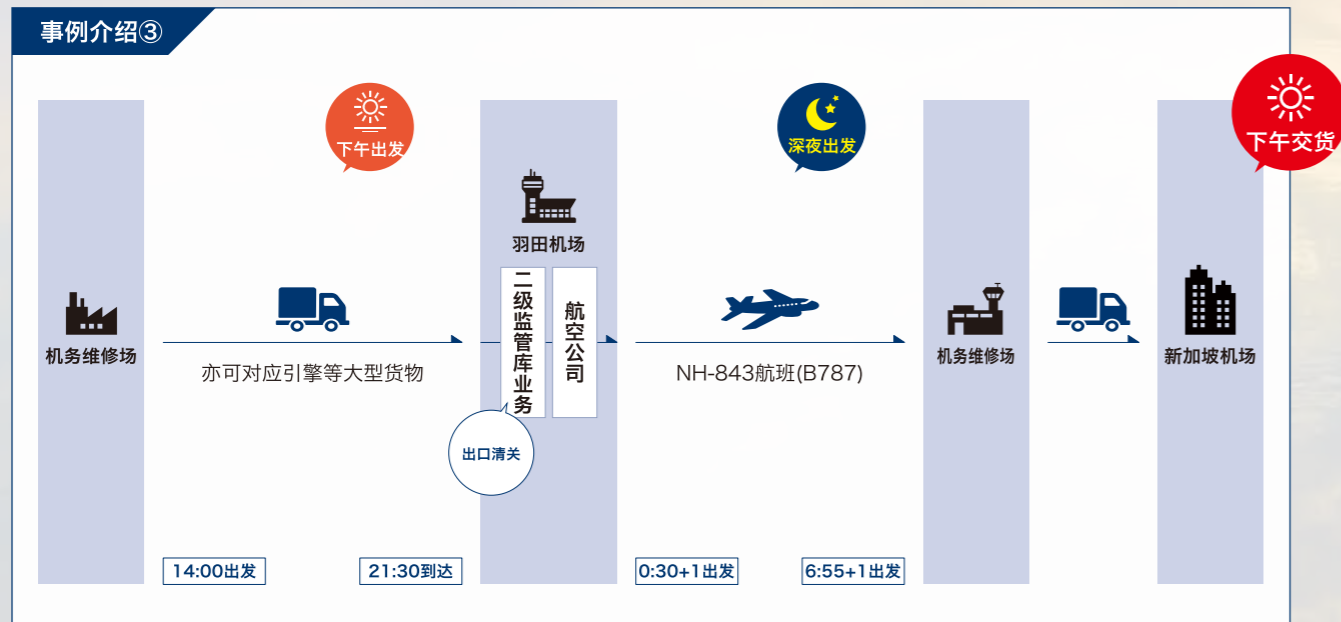 事例介绍③
下午出发
深夜出发
下午交货
羽田机场
二级监管库业务
航空公司
机务维修场
亦可对应引擎等大型货物
NH-843航班(B787)
机务维修场
新加坡机场
出口清关
14:00出发
21:30到达
0:30+1出发
6:55+1出发